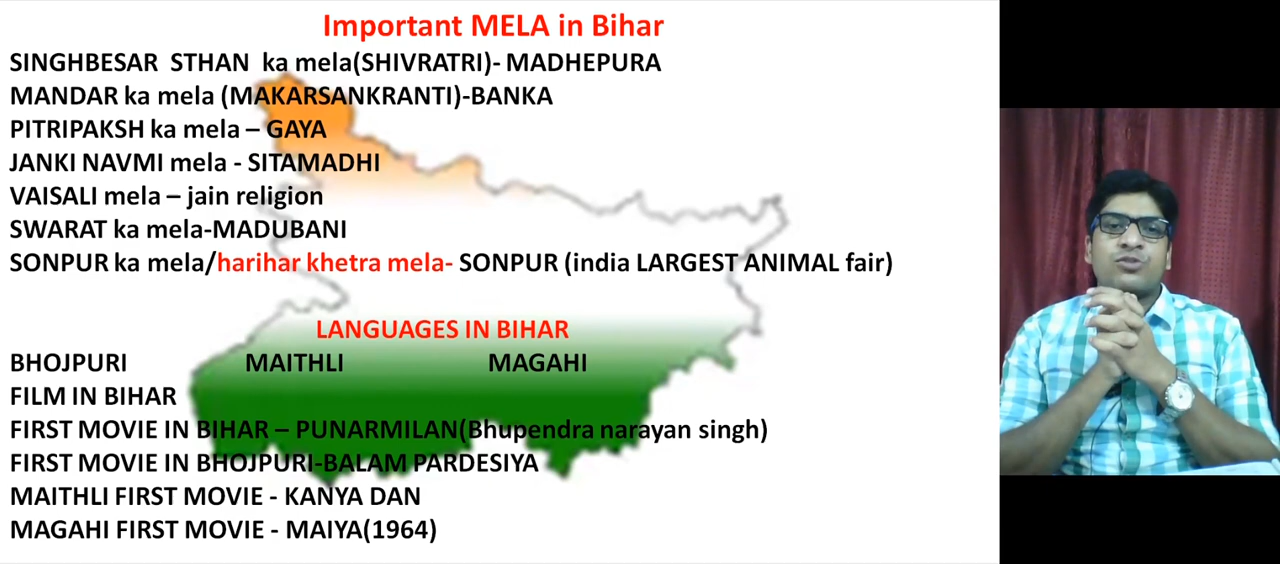 Important MELA in Bihar
SINGHBESAR STHAN ka mela(SHIVRATRI)- MADHEPURA
MANDAR ka mela (MAKARSANKRANTI)-BANKA
PITRIPAKSH ka mela – GAYA
JANKI NAVMI mela - SITAMADHI
VAISALI mela – jain religion
SWARAT ka mela-MADUBANI
SONPUR ka mela/harihar khetra mela- SONPUR (india LARGEST ANIMAL fair)
LANGUAGES IN BIHAR
BHOJPURI MAITHLI MAGAHI
FILM IN BIHAR
FIRST MOVIE IN BIHAR – PUNARMILAN(Bhupendra narayan singh)
FIRST MOVIE IN BHOJPURI-BALAM PARDESIYA
MAITHLI FIRST MOVIE - KANYA DAN
MAGAHI FIRST MOVIE - MAIYA(1964)